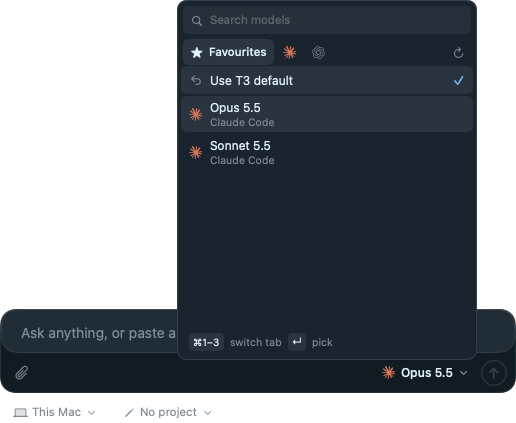 Search models
Favourites
Use T3 default
Opus 5.5
Claude Code
Sonnet 5.5
Claude Code
⌘1–3 switch tab ↵ pick
Ask anything, or paste a
Opus 5.5
This Mac
No project